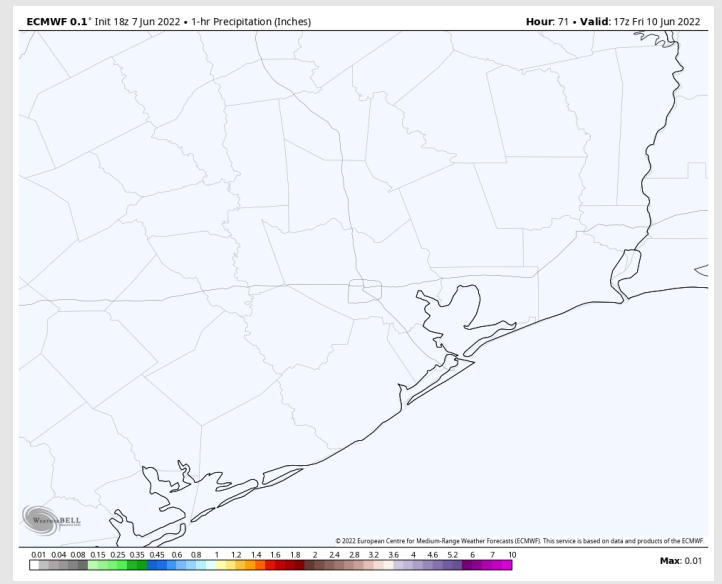 ECMWF 0.1° Init 18z 7 Jun 2022 • 1-hr Precipitation (Inches)
Hour: 71 • Valid: 17z Fri 10 Jun 2022
WeatherBELL
© 2022 European Centre for Medium-Range Weather Forecasts (ECMWF). This service is based on data and products of the ECMWF.
0.01 0.04 0.08 0.15 0.25 0.35 0.45 0.6 0.8 1 1.2 1.4 1.6 1.8 2 2.4 2.8 3.2 3.6 4 4.6 5.2 6 7 10
Max: 0.01